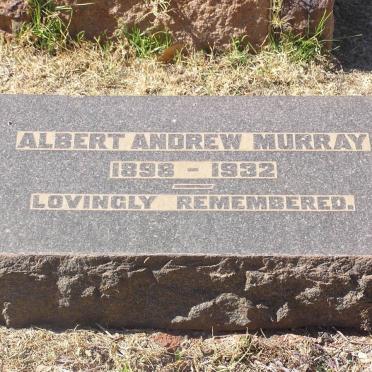 ALBERT ANDREW MURRAY
1898 - 1932
LOVINGLY REMEMBERED.